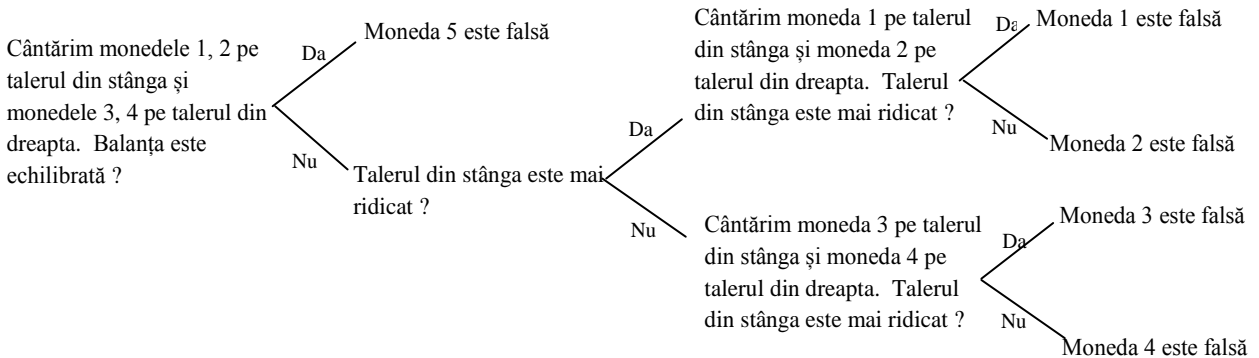 Cântărim monedele 1, 2 pe
talerul din stânga și
monedele 3, 4 pe talerul din
dreapta. Balanța este
echilibrată ?
Da
Moneda 5 este falsă
Nu
Talerul din stânga este mai
ridicat ?
Da
Cântărim moneda 1 pe talerul
din stânga și moneda 2 pe
talerul din dreapta. Talerul
din stânga este mai ridicat ?
Da
Moneda 1 este falsă
Nu
Moneda 2 este falsă
Nu
Cântărim moneda 3 pe talerul
din stânga și moneda 4 pe
talerul din dreapta. Talerul
din stânga este mai ridicat ?
Da
Moneda 3 este falsă
Nu
Moneda 4 este falsă